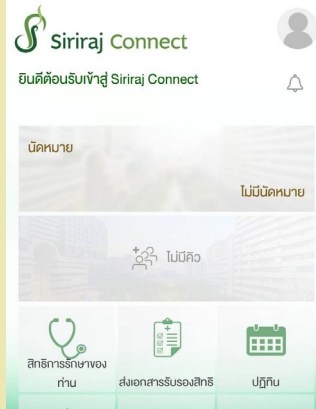 Siriraj Connect
ยินดีต้อนรับเข้าสู่ Siriraj Connect
นัดหมาย
ไม่มีนัดหมาย
ไม่มีคิว
สิทธิการรักษาของ
ท่าน
ส่งเอกสารรับรองสิทธิ
ปฏิทิน